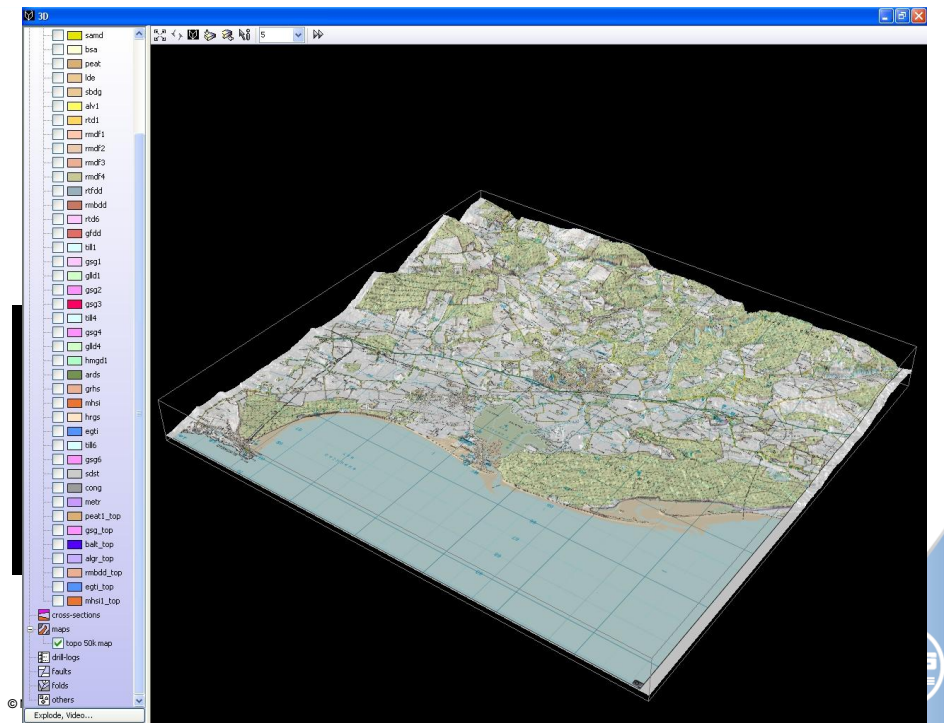 3D
5
samd
bsa
peat
lde
sbdg
alv1
rtd1
rmdf1
rmdf2
rmdf3
rmdf4
rtfdd
rmbdd
rtd6
gfdd
till1
gsg1
glld1
gsg2
gsg3
till4
gsg4
glld4
hmgd1
ards
grhs
mhsi
hrgs
egti
till6
gsg6
sdst
cong
metr
peat1_top
gsg_top
balt_top
algr_top
rmbdd_top
egti_top
mhsi1_top
cross-sections
maps
topo 50k map
drill-logs
faults
folds
others
Explode, Video...
©